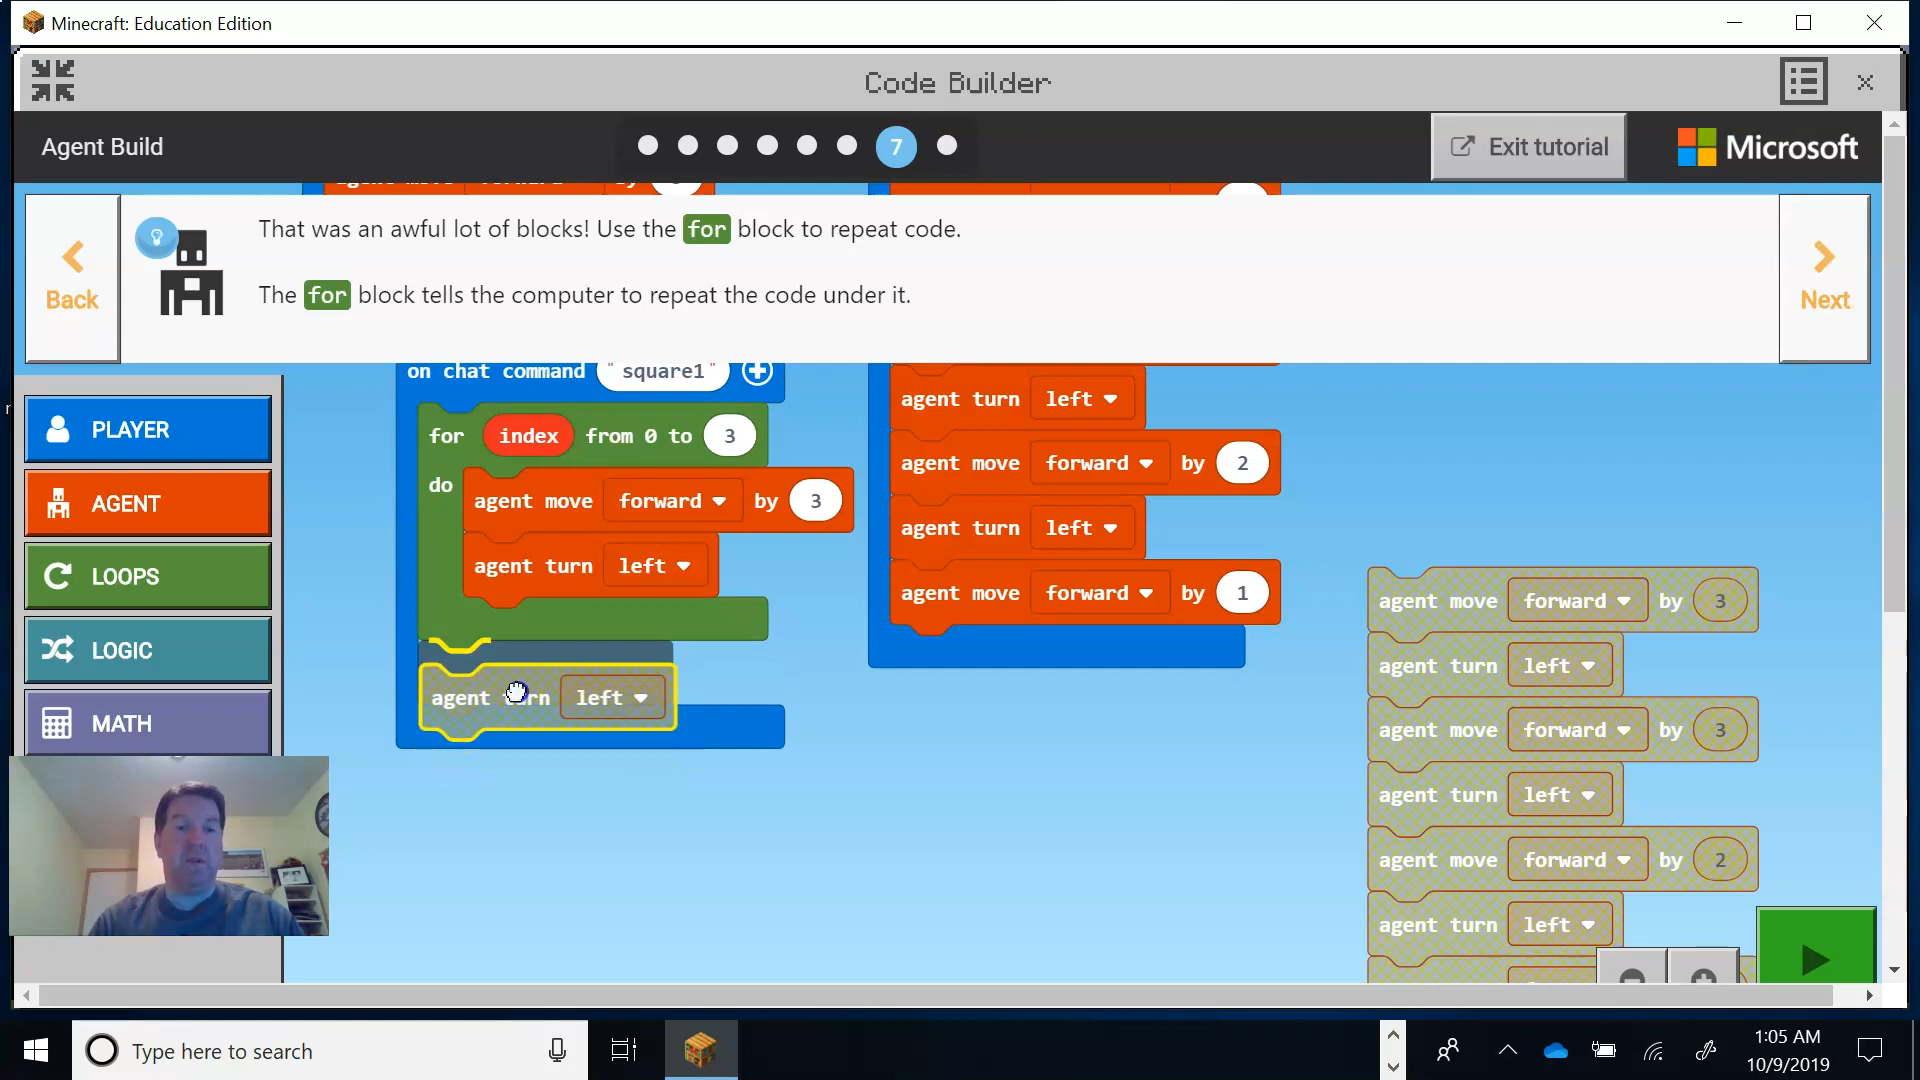 Minecraft: Education Edition
Code Builder
Agent Build
7
Exit tutorial
Microsoft
Back
That was an awful lot of blocks! Use the for block to repeat code.
The for block tells the computer to repeat the code under it.
Next
on chat command "square1"
for index from 0 to 3
do
agent move forward by 3
agent turn left
agent turn left
agent turn left
agent move forward by 2
agent turn left
agent move forward by 1
agent move forward by 3
agent turn left
agent move forward by 3
agent turn left
agent move forward by 2
agent turn left
PLAYER
AGENT
LOOPS
LOGIC
MATH
Type here to search
1:05 AM
10/9/2019